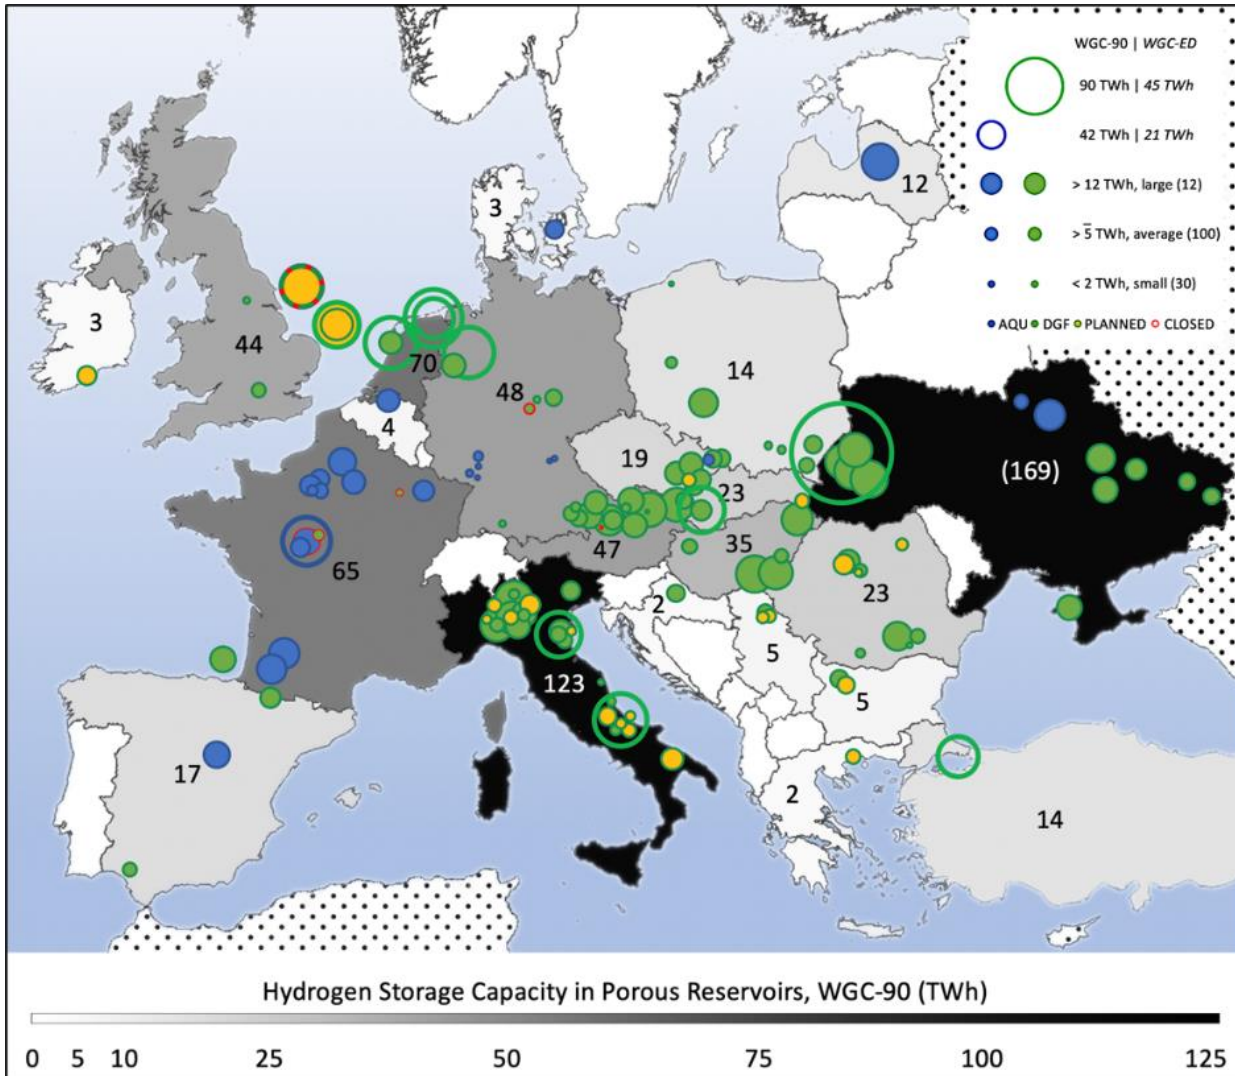 WGC-90 | WGC-ED
90 TWh | 45 TWh
42 TWh | 21 TWh
> 12 TWh, large (12)
> 5̅ TWh, average (100)
< 2 TWh, small (30)
AQU DGF PLANNED CLOSED
12
3
3
44
70
48
14
4
19
(169)
23
47
35
65
2
23
5
123
5
17
2
14
Hydrogen Storage Capacity in Porous Reservoirs, WGC-90 (TWh)
0 5 10 25 50 75 100 125